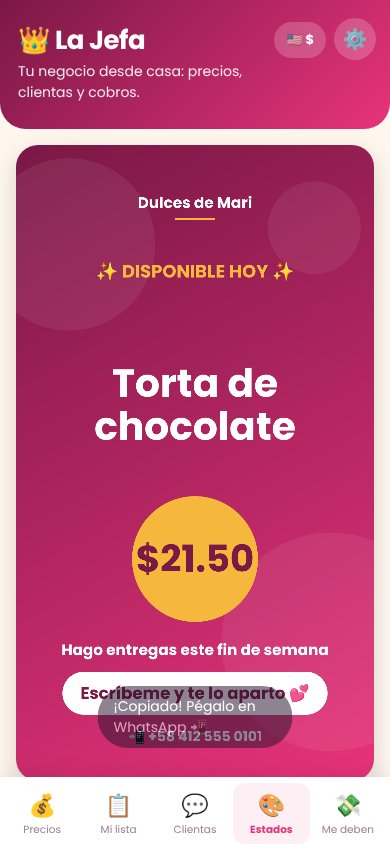 👑 La Jefa
🇺🇸 $
⚙️
Tu negocio desde casa: precios,
clientas y cobros.
Dulces de Mari
✨ DISPONIBLE HOY ✨
Torta de
chocolate
$21.50
Hago entregas este fin de semana
Escríbeme y te lo aparto 💕
¡Copiado! Pégalo en
WhatsApp 📲
📲 +58 412 555 0101
💰 Precios
📋 Mi lista
💬 Clientas
🎨 Estados
💸 Me deben